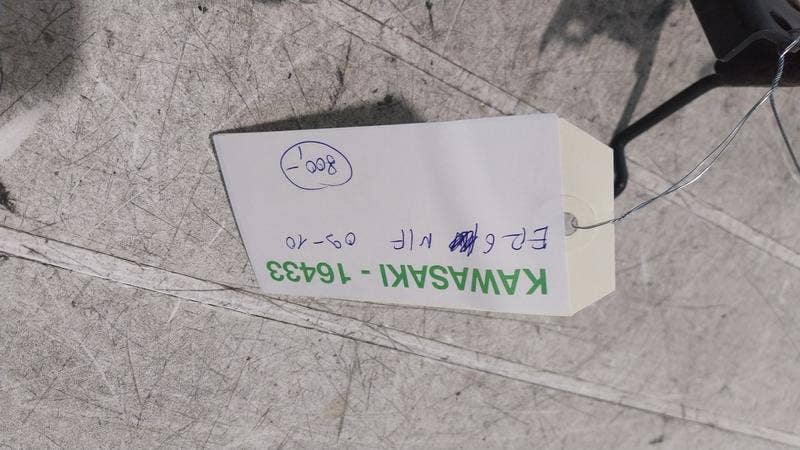 KAWASAKI - 16433
ER6 N/F 09-10
800,-